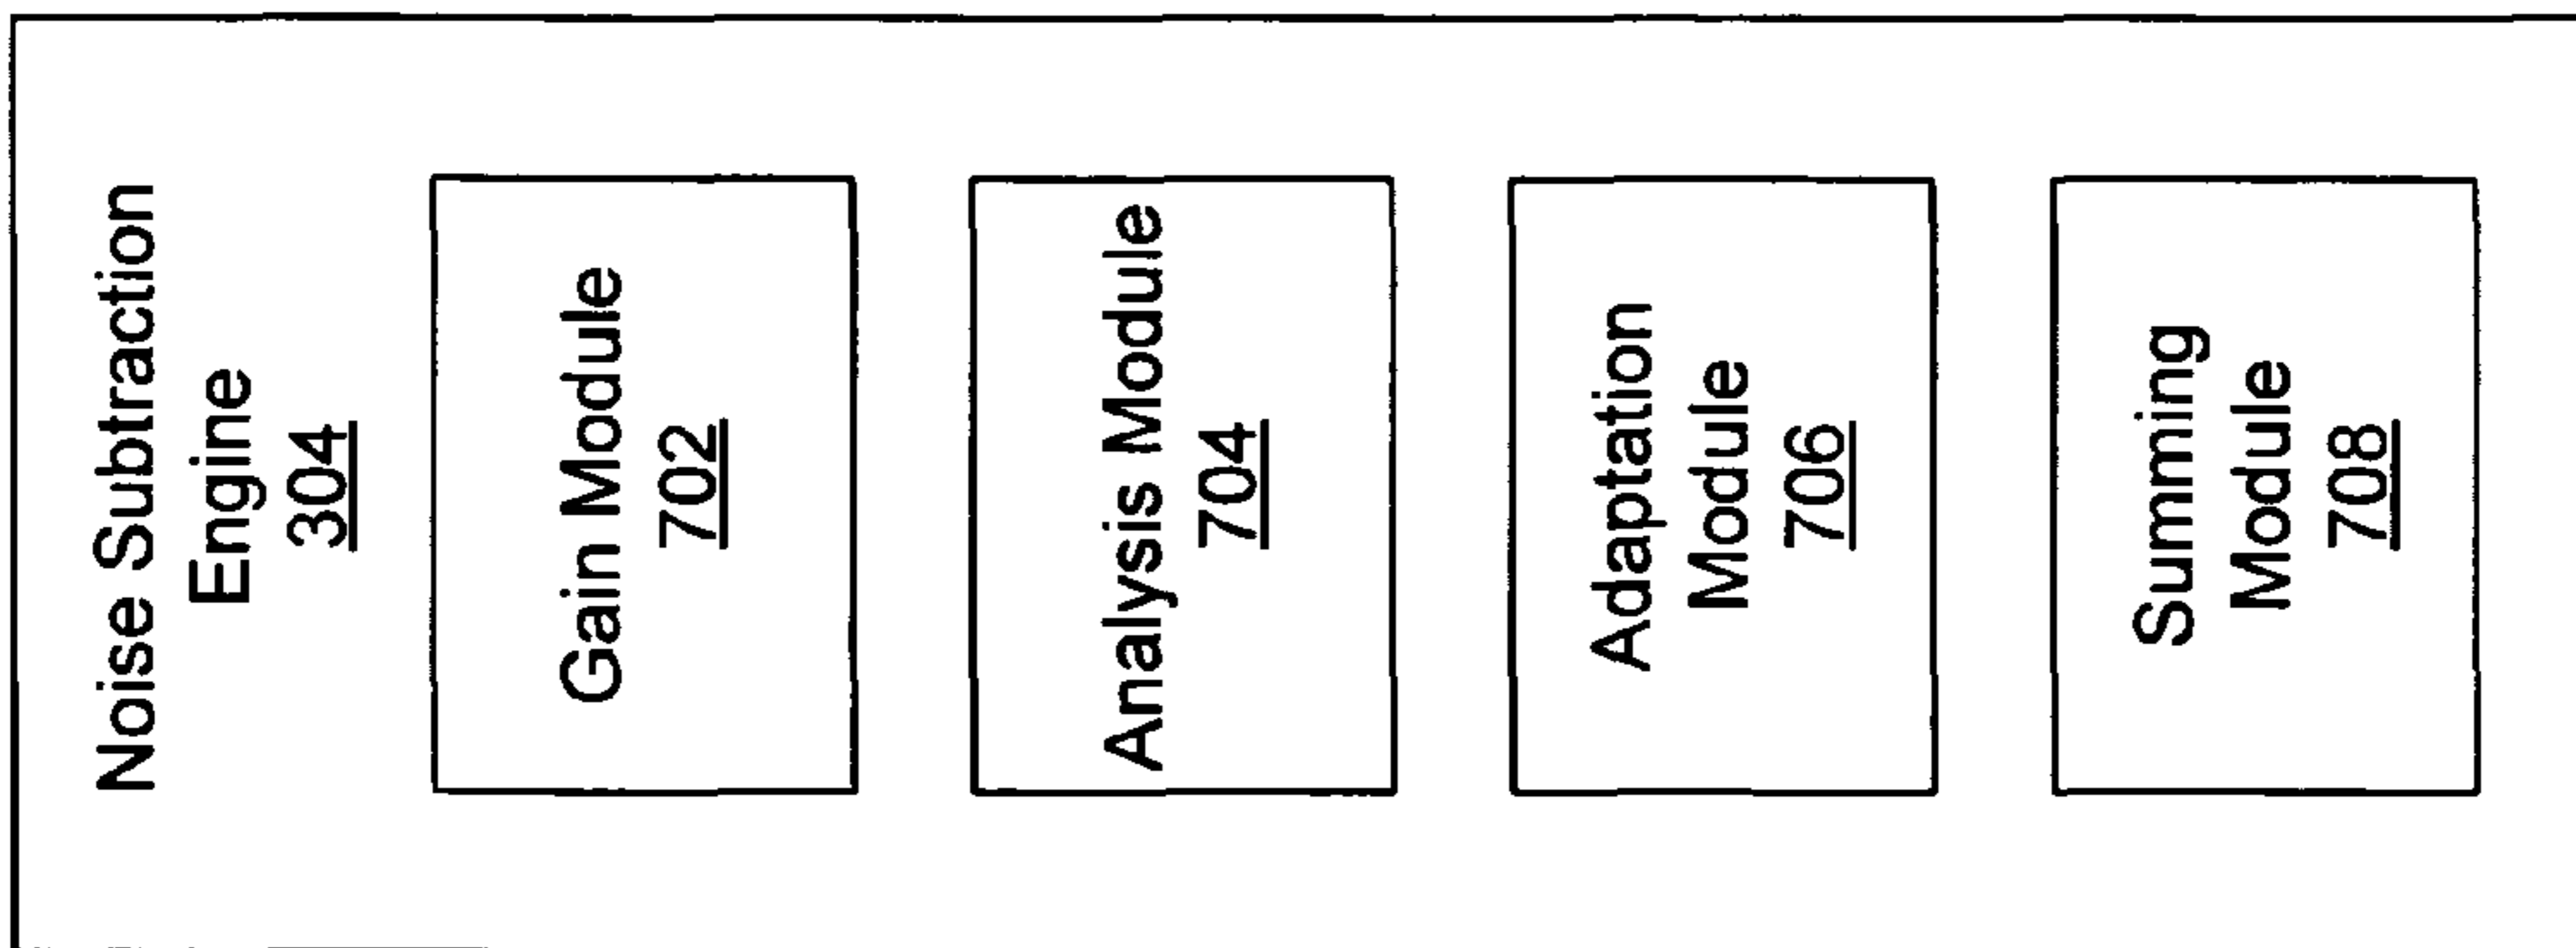 Noise Subtraction
Engine
304
Gain Module
702
Analysis Module
704
Adaptation
Module
706
Summing
Module
708